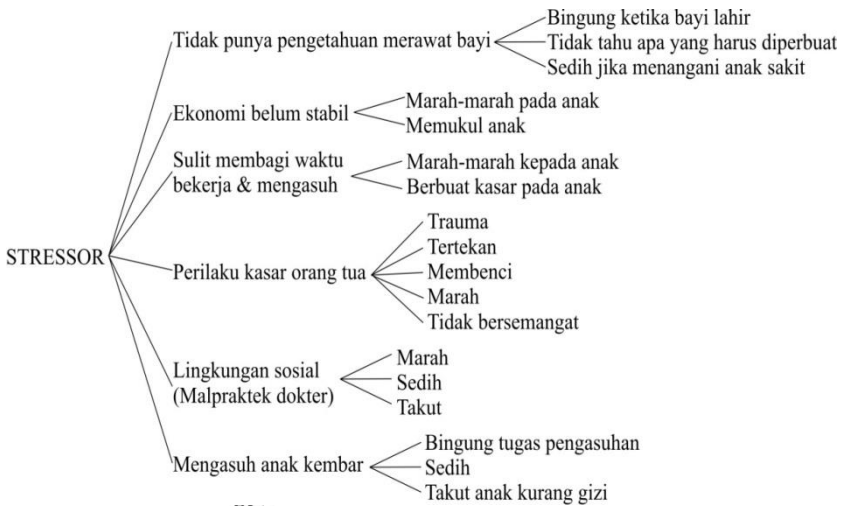 Tidak punya pengetahuan merawat bayi
Bingung ketika bayi lahir
Tidak tahu apa yang harus diperbuat
Sedih jika menangani anak sakit
Ekonomi belum stabil
Marah-marah pada anak
Memukul anak
Sulit membagi waktu
bekerja & mengasuh
Marah-marah kepada anak
Berbuat kasar pada anak
STRESSOR
Perilaku kasar orang tua
Trauma
Tertekan
Membenci
Marah
Tidak bersemangat
Lingkungan sosial
(Malpraktek dokter)
Marah
Sedih
Takut
Mengasuh anak kembar
Bingung tugas pengasuhan
Sedih
Takut anak kurang gizi